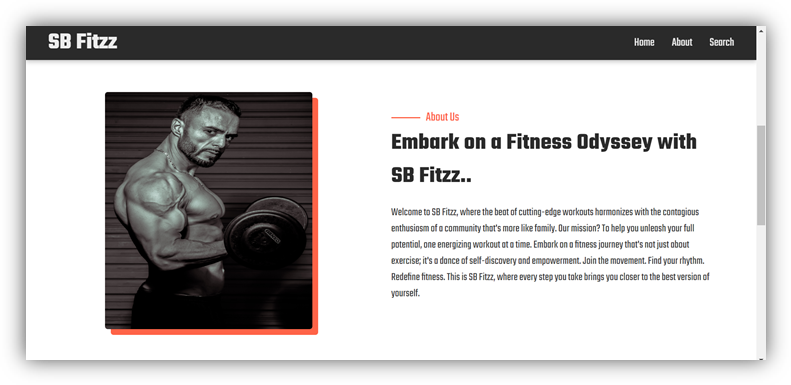 SB Fitzz
Home About Search
About Us
Embark on a Fitness Odyssey with
SB Fitzz..
Welcome to SB Fitzz, where the beat of cutting-edge workouts harmonizes with the contagious
enthusiasm of a community that's more like family. Our mission? To help you unleash your full
potential, one energizing workout at a time. Embark on a fitness journey that's not just about
exercise; it's a dance of self-discovery and empowerment. Join the movement. Find your rhythm.
Redefine fitness. This is SB Fitzz, where every step you take brings you closer to the best version of
yourself.